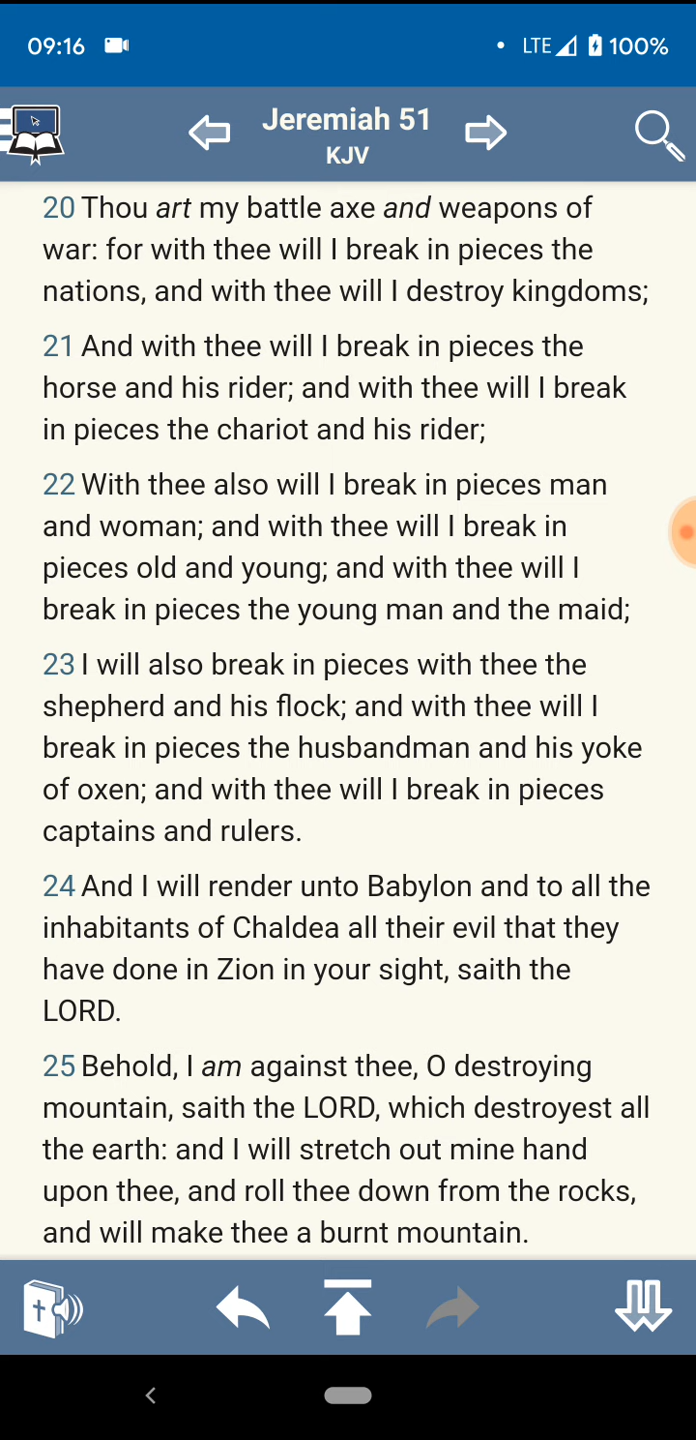 09:16
LTE
100%
Jeremiah 51
KJV
20 Thou art my battle axe and weapons of
war: for with thee will I break in pieces the
nations, and with thee will I destroy kingdoms;
21 And with thee will I break in pieces the
horse and his rider; and with thee will I break
in pieces the chariot and his rider;
22 With thee also will I break in pieces man
and woman; and with thee will I break in
pieces old and young; and with thee will I
break in pieces the young man and the maid;
23 I will also break in pieces with thee the
shepherd and his flock; and with thee will I
break in pieces the husbandman and his yoke
of oxen; and with thee will I break in pieces
captains and rulers.
24 And I will render unto Babylon and to all the
inhabitants of Chaldea all their evil that they
have done in Zion in your sight, saith the
LORD.
25 Behold, I am against thee, O destroying
mountain, saith the LORD, which destroyest all
the earth: and I will stretch out mine hand
upon thee, and roll thee down from the rocks,
and will make thee a burnt mountain.